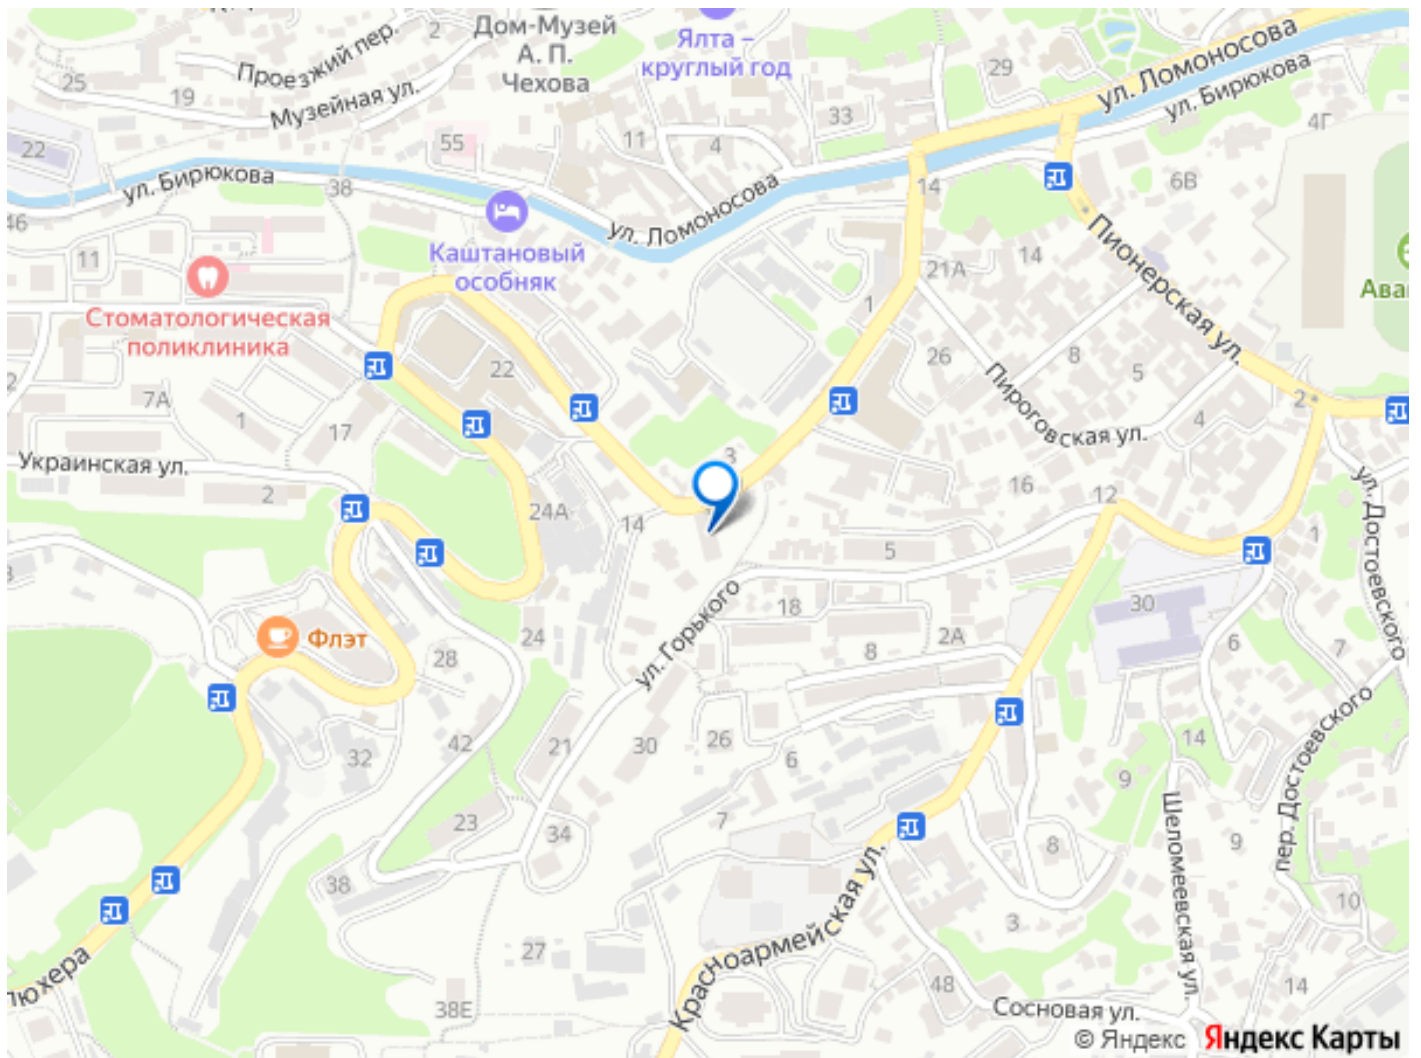 Дом-Музей
А. П.
Чехова
Ялта –
круглый год
2
Проезжий пер.
25
19
Музейная ул.
29
ул. Ломоносова
ул. Бирюкова
4Г
33
11
4
55
22
ул. Бирюкова
38
46
14
6В
ул. Ломоносова
Каштановый
особняк
11
Стоматологическая
поликлиника
21А
14
Пионерская ул.
1
26
8
5
2
Пироговская ул.
4
22
7А
1
17
Украинская ул.
2
3
16
12
ул. Достоевского
24А
14
5
1
30
18
2А
8
6
7
ул. Горького
Флэт
24
28
42
32
21
30
26
6
7
23
34
38
14
9
9
пер. Достоевского
Шеломеевская ул.
8
3
10
Красноармейская ул.
27
38Е
48
14
Сосновая ул.
© Яндекс
Яндекс Карты